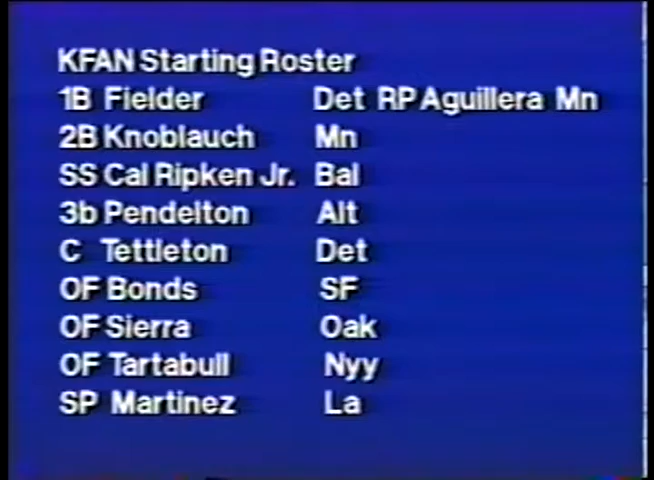 KFAN Starting Roster
1B Fielder Det RP Aguillera Mn
2B Knoblauch Mn
SS Cal Ripken Jr. Bal
3b Pendelton Alt
C Tettleton Det
OF Bonds SF
OF Sierra Oak
OF Tartabull Nyy
SP Martinez La